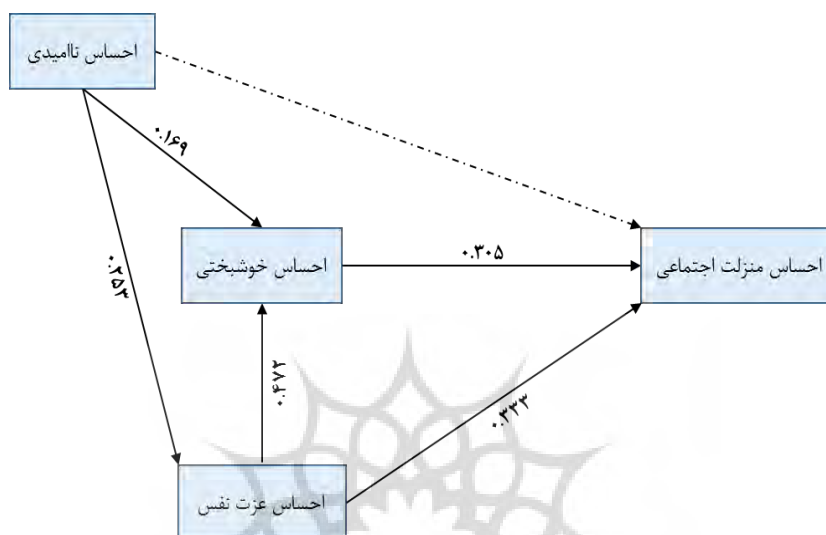 احساس ناامیدی
۰.۱۶۹
۰.۲۵۳
احساس خوشبختی
۰.۳۰۵
احساس منزلت اجتماعی
۰.۴۷۲
۰.۳۳۳
احساس عزت نفس